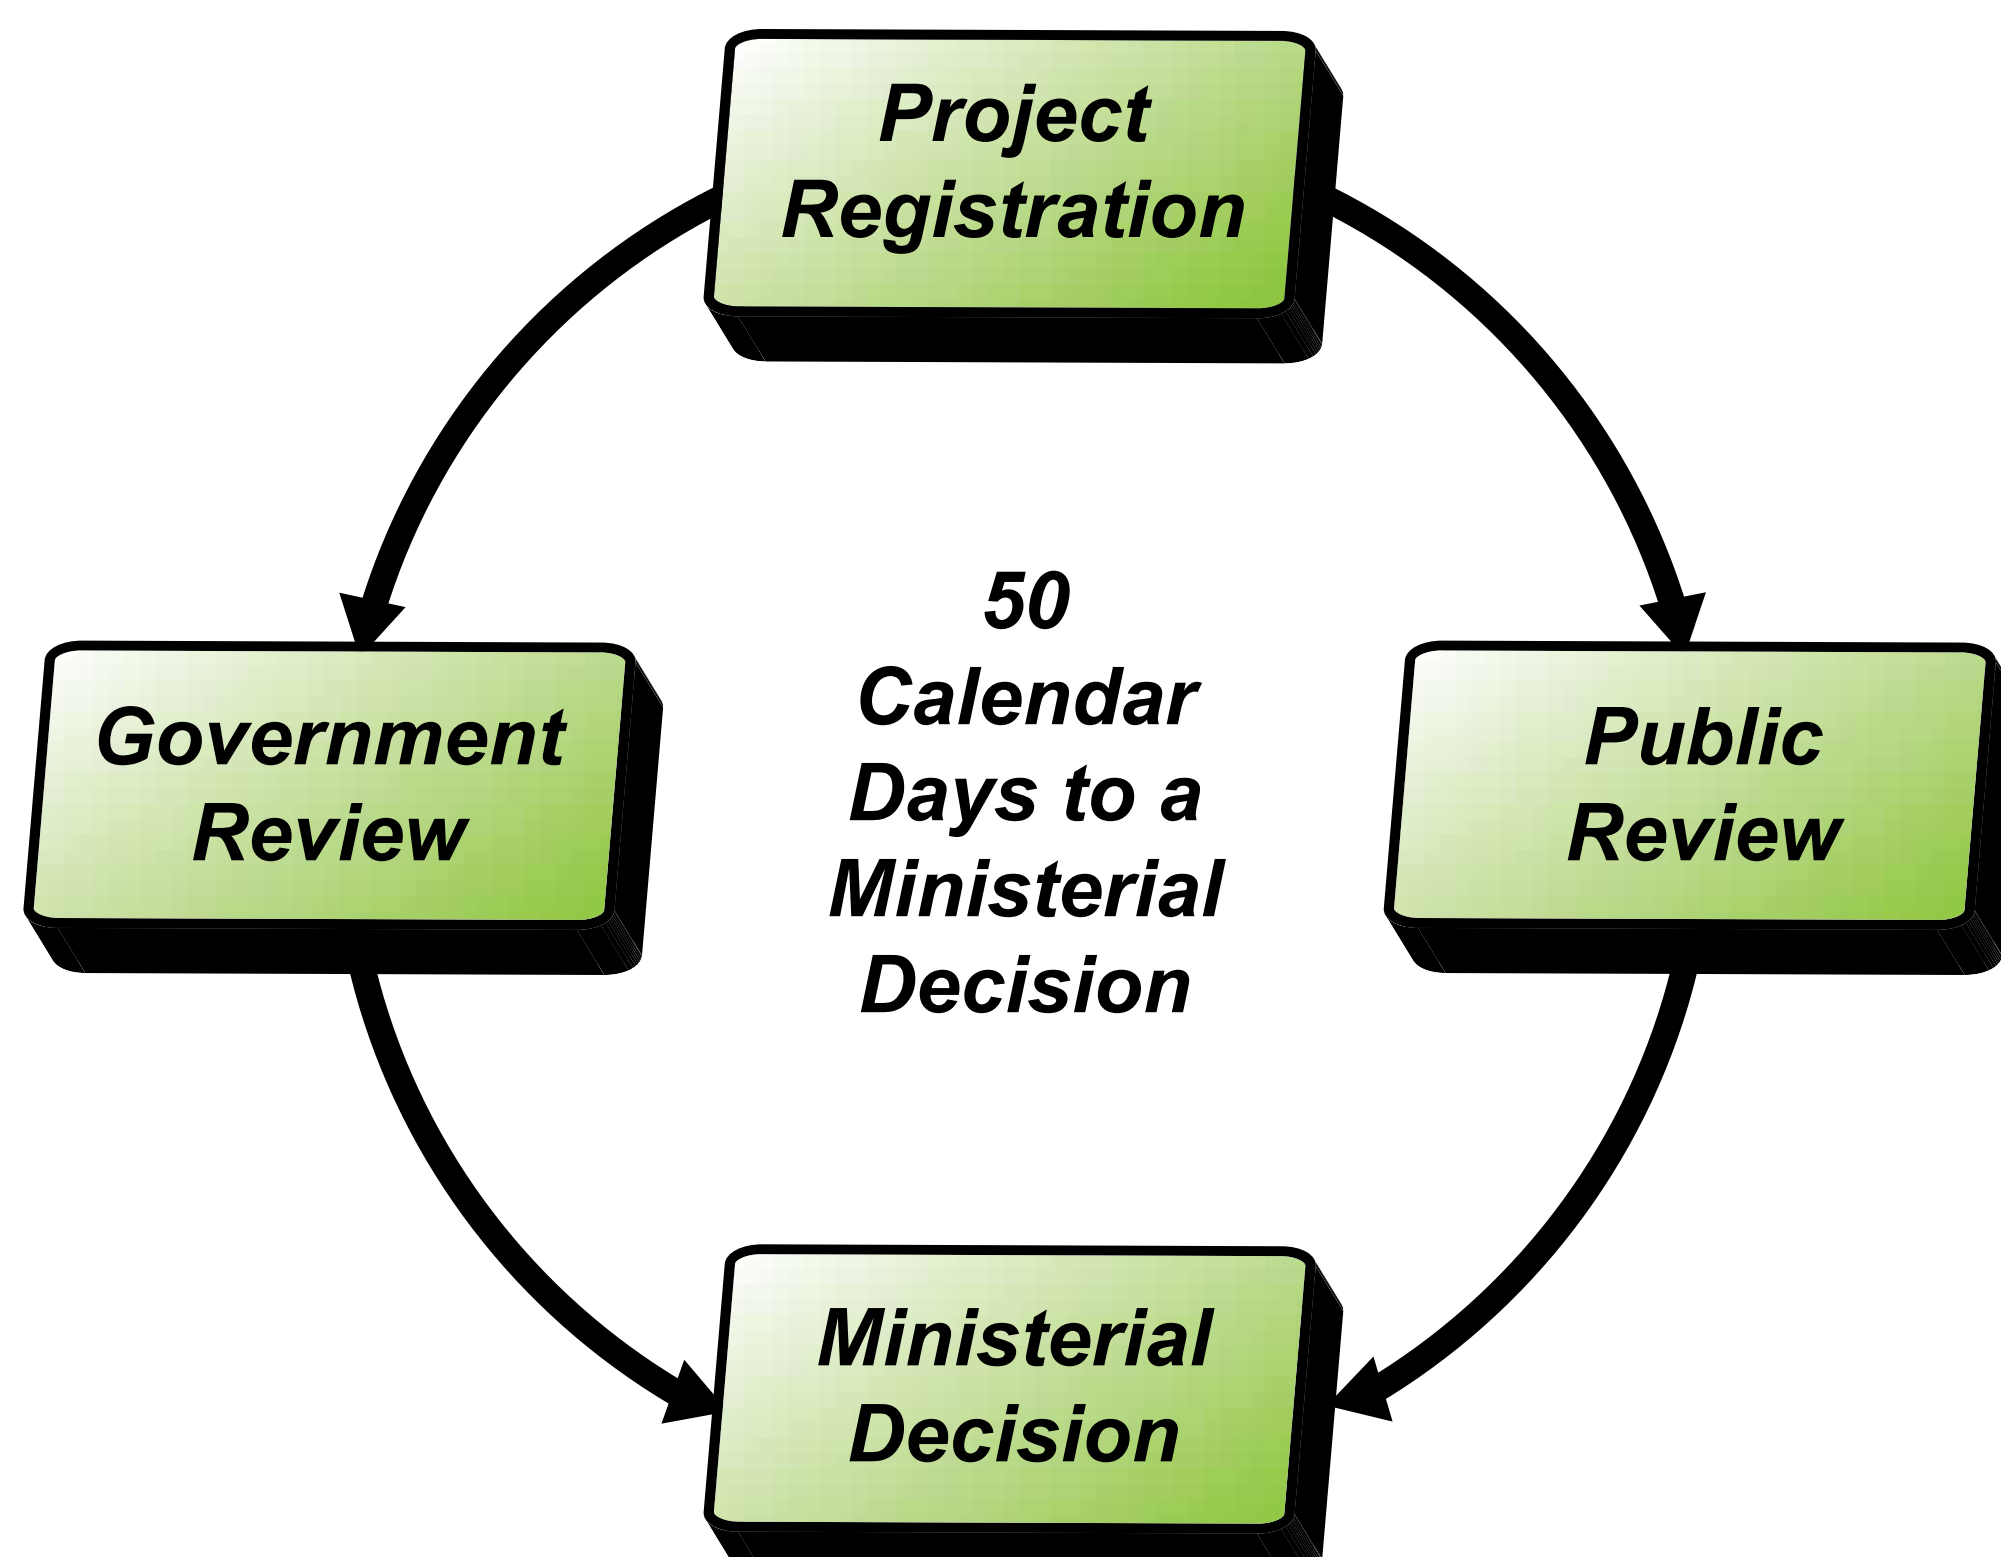 Project
Registration
Government
Review
50
Calendar
Days to a
Ministerial
Decision
Public
Review
Ministerial
Decision